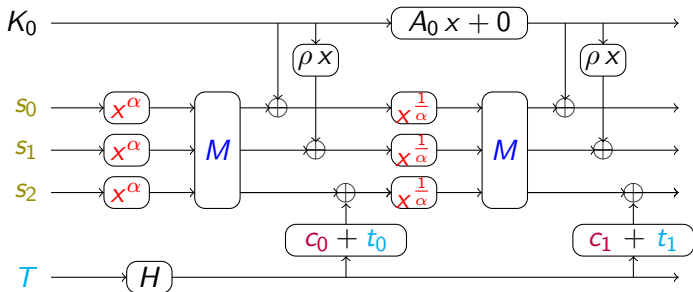 K₀ A₀ x + 0
ρ x ρ x
s₀ x^α x^{1/α}
s₁ x^α M x^{1/α} M
s₂ x^α x^{1/α}
c₀ + t₀ c₁ + t₁
T H